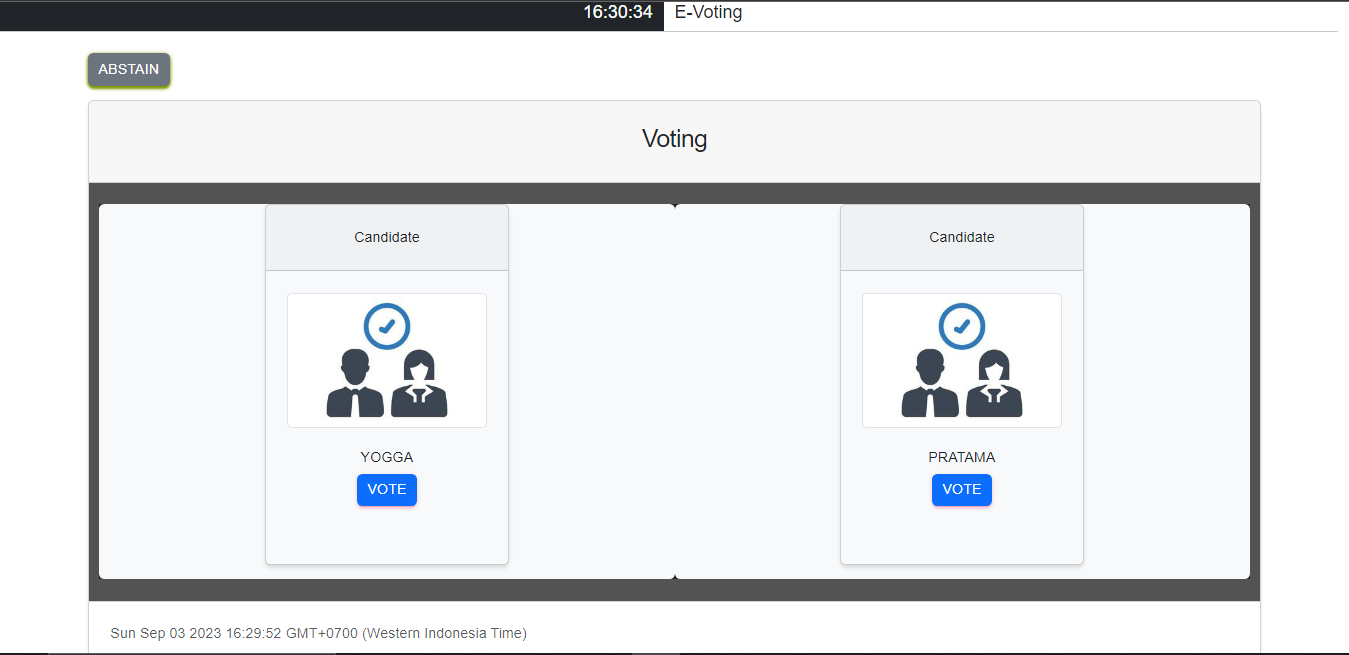 16:30:34 E-Voting
ABSTAIN
Voting
Candidate
YOGGA
VOTE
Candidate
PRATAMA
VOTE
Sun Sep 03 2023 16:29:52 GMT+0700 (Western Indonesia Time)